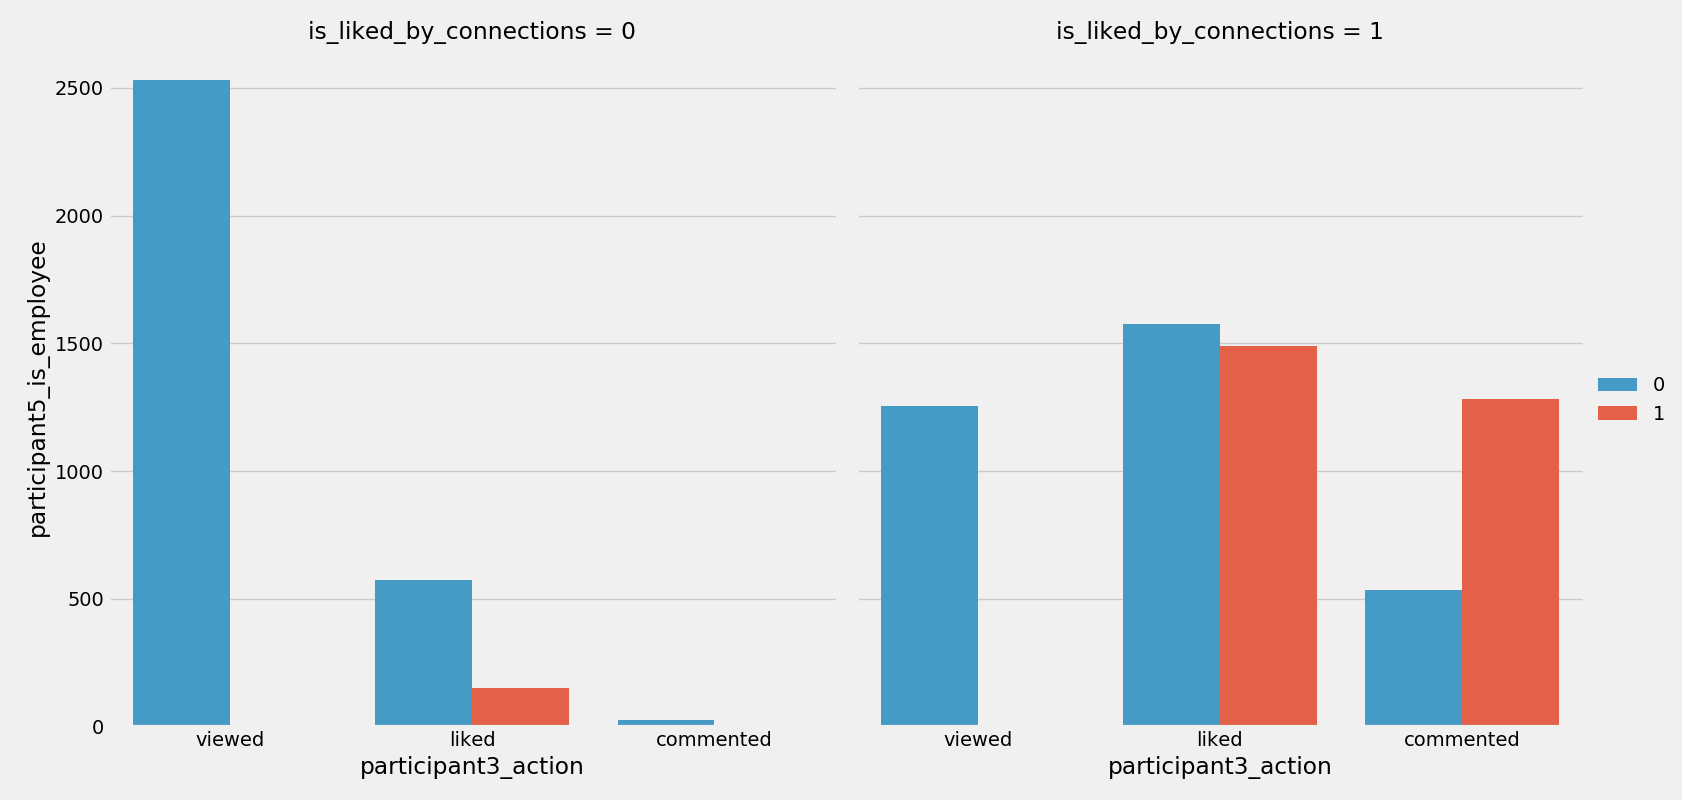 is_liked_by_connections = 0
is_liked_by_connections = 1
participant5_is_employee
2500
2000
1500
1000
500
0
viewed
liked
commented
viewed
liked
commented
participant3_action
participant3_action
0
1